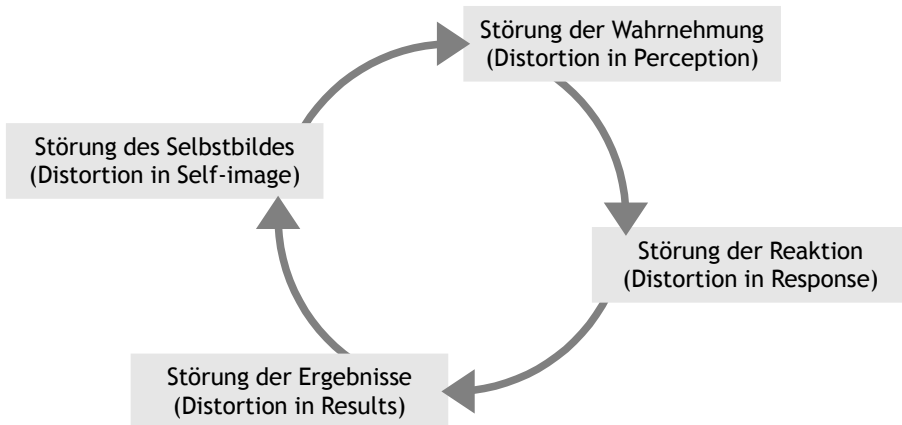 Störung der Wahrnehmung
(Distortion in Perception)
Störung des Selbstbildes
(Distortion in Self-image)
Störung der Reaktion
(Distortion in Response)
Störung der Ergebnisse
(Distortion in Results)